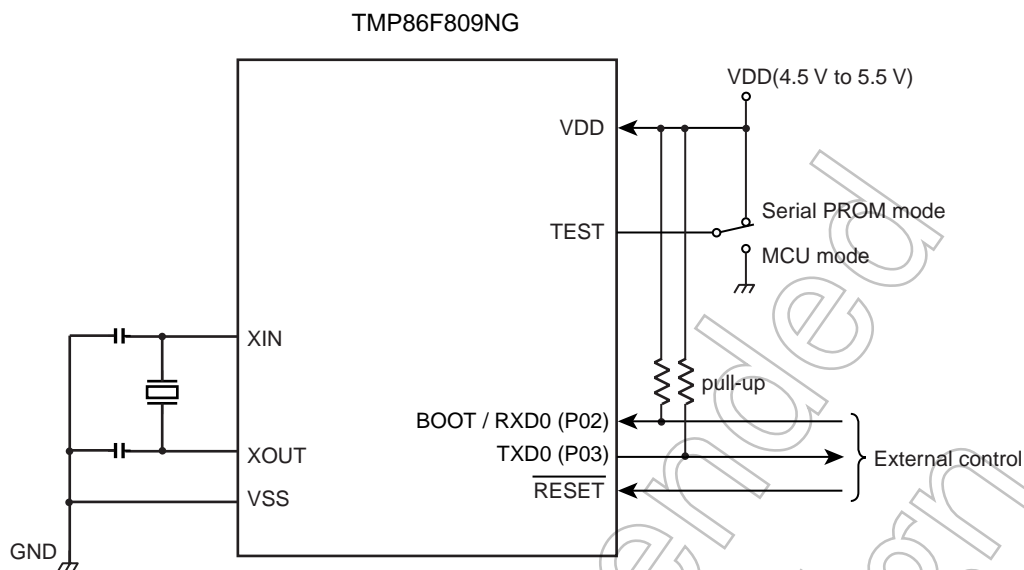 TMP86F809NG
VDD(4.5 V to 5.5 V)
VDD
Serial PROM mode
TEST
MCU mode
XIN
pull-up
BOOT / RXD0 (P02)
XOUT
TXD0 (P03)
External control
RESET
VSS
GND